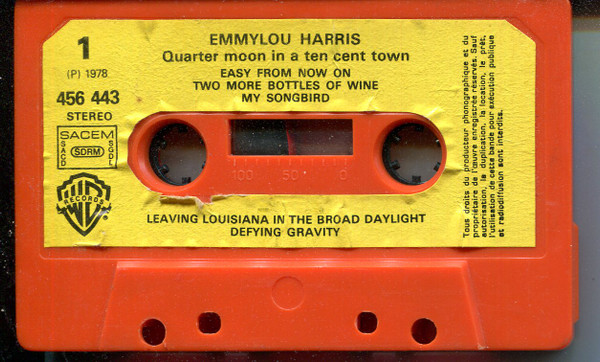 1
EMMYLOU HARRIS
Quarter moon in a ten cent town
(P) 1978
EASY FROM NOW ON
TWO MORE BOTTLES OF WINE
MY SONGBIRD
456 443
STEREO
SACEM
SACD
SDRM
SGDL
100 50 0
WB
RECORDS
LEAVING LOUISIANA IN THE BROAD DAYLIGHT
DEFYING GRAVITY
Tous droits du producteur phonographique et du
propriétaire de l'œuvre enregistrée réservés. Sauf
autorisation, la duplication, la location, le prêt,
l'utilisation de cette bande pour exécution publique
et radiodiffusion sont interdits.